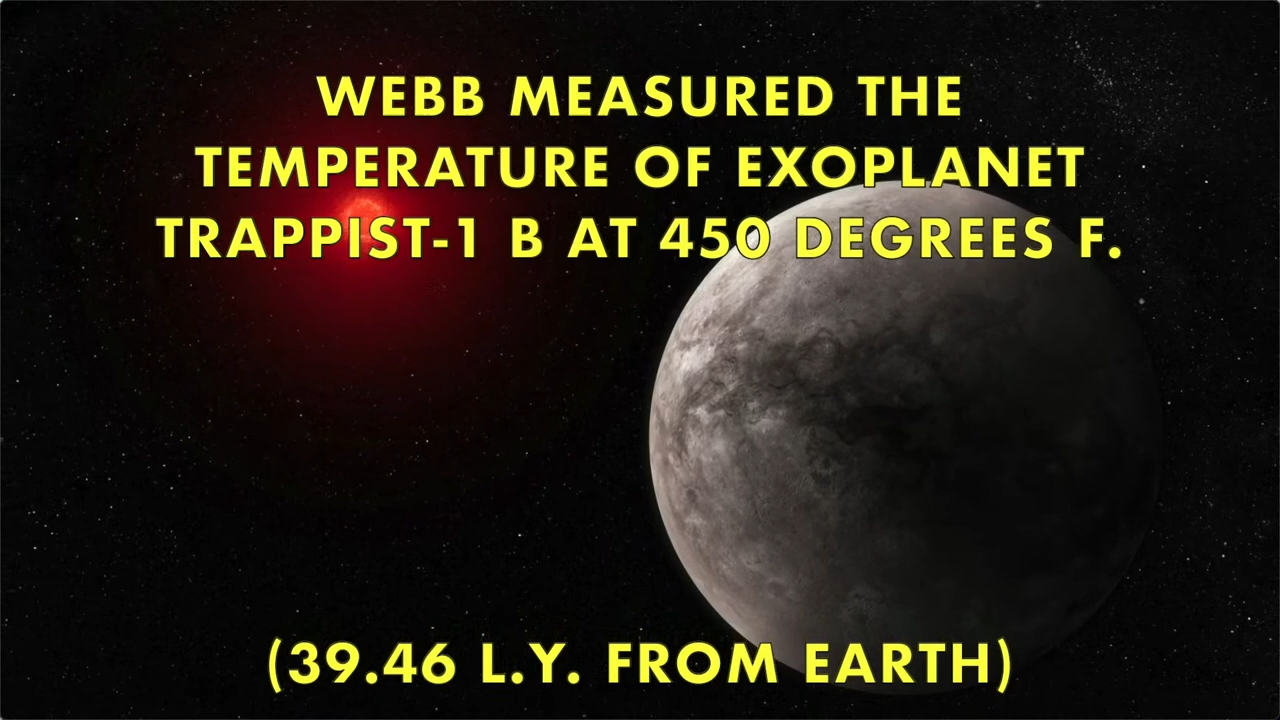 WEBB MEASURED THE
TEMPERATURE OF EXOPLANET
TRAPPIST-1 B AT 450 DEGREES F.
(39.46 L.Y. FROM EARTH)